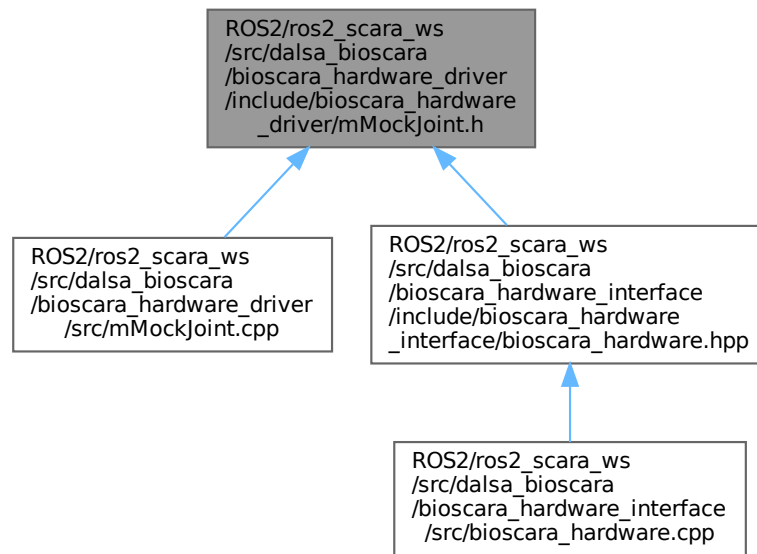 ROS2/ros2_scara_ws
/src/dalsa_bioscara
/bioscara_hardware_driver
/include/bioscara_hardware
_driver/mMockJoint.h
ROS2/ros2_scara_ws
/src/dalsa_bioscara
/bioscara_hardware_driver
/src/mMockJoint.cpp
ROS2/ros2_scara_ws
/src/dalsa_bioscara
/bioscara_hardware_interface
/include/bioscara_hardware
_interface/bioscara_hardware.hpp
ROS2/ros2_scara_ws
/src/dalsa_bioscara
/bioscara_hardware_interface
/src/bioscara_hardware.cpp